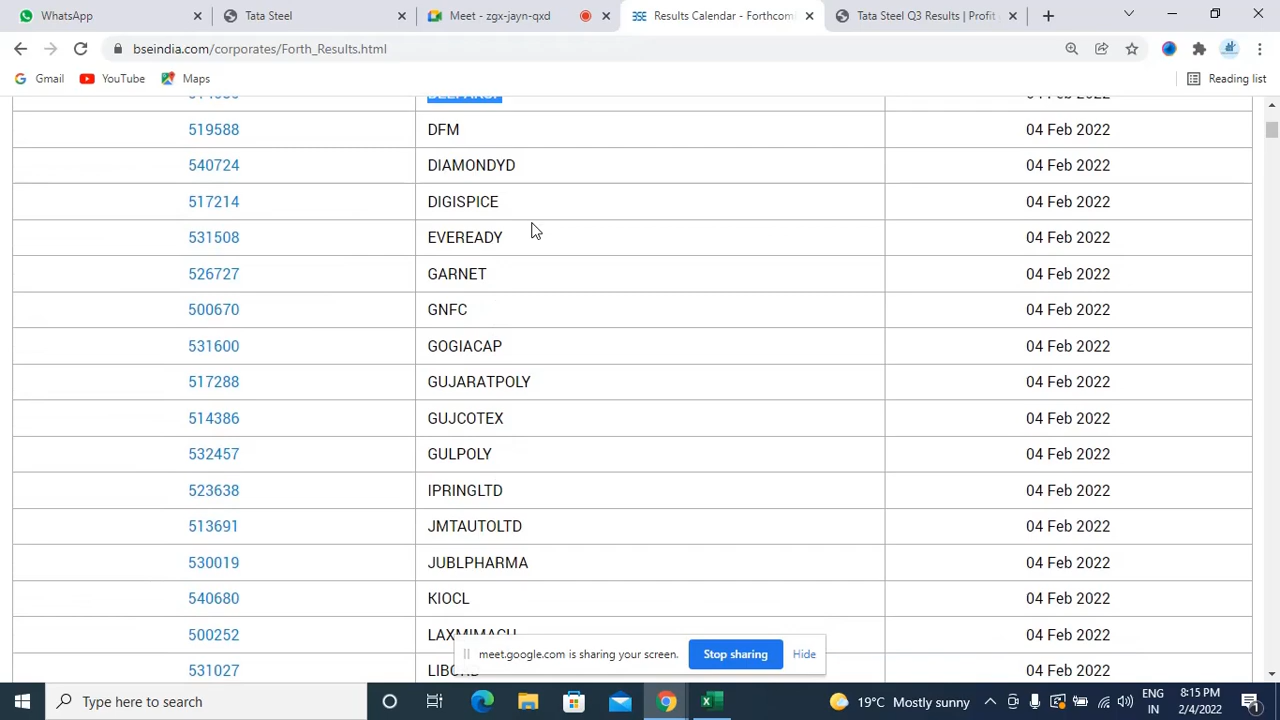 WhatsApp
Tata Steel
Meet - zgx-jayn-qxd
Results Calendar - Forthcom
Tata Steel Q3 Results | Profit
bseindia.com/corporates/Forth_Results.html
Gmail YouTube Maps Reading list
04 Feb 2022
519588 DFM 04 Feb 2022
540724 DIAMONDYD 04 Feb 2022
517214 DIGISPICE 04 Feb 2022
531508 EVEREADY 04 Feb 2022
526727 GARNET 04 Feb 2022
500670 GNFC 04 Feb 2022
531600 GOGIACAP 04 Feb 2022
517288 GUJARATPOLY 04 Feb 2022
514386 GUJCOTEX 04 Feb 2022
532457 GULPOLY 04 Feb 2022
523638 IPRINGLTD 04 Feb 2022
513691 JMTAUTOLTD 04 Feb 2022
530019 JUBLPHARMA 04 Feb 2022
540680 KIOCL 04 Feb 2022
500252 LAXMIMACH 04 Feb 2022
meet.google.com is sharing your screen. Stop sharing Hide
531027 04 Feb 2022
Type here to search
19°C Mostly sunny
ENG
IN
8:15 PM
2/4/2022
1